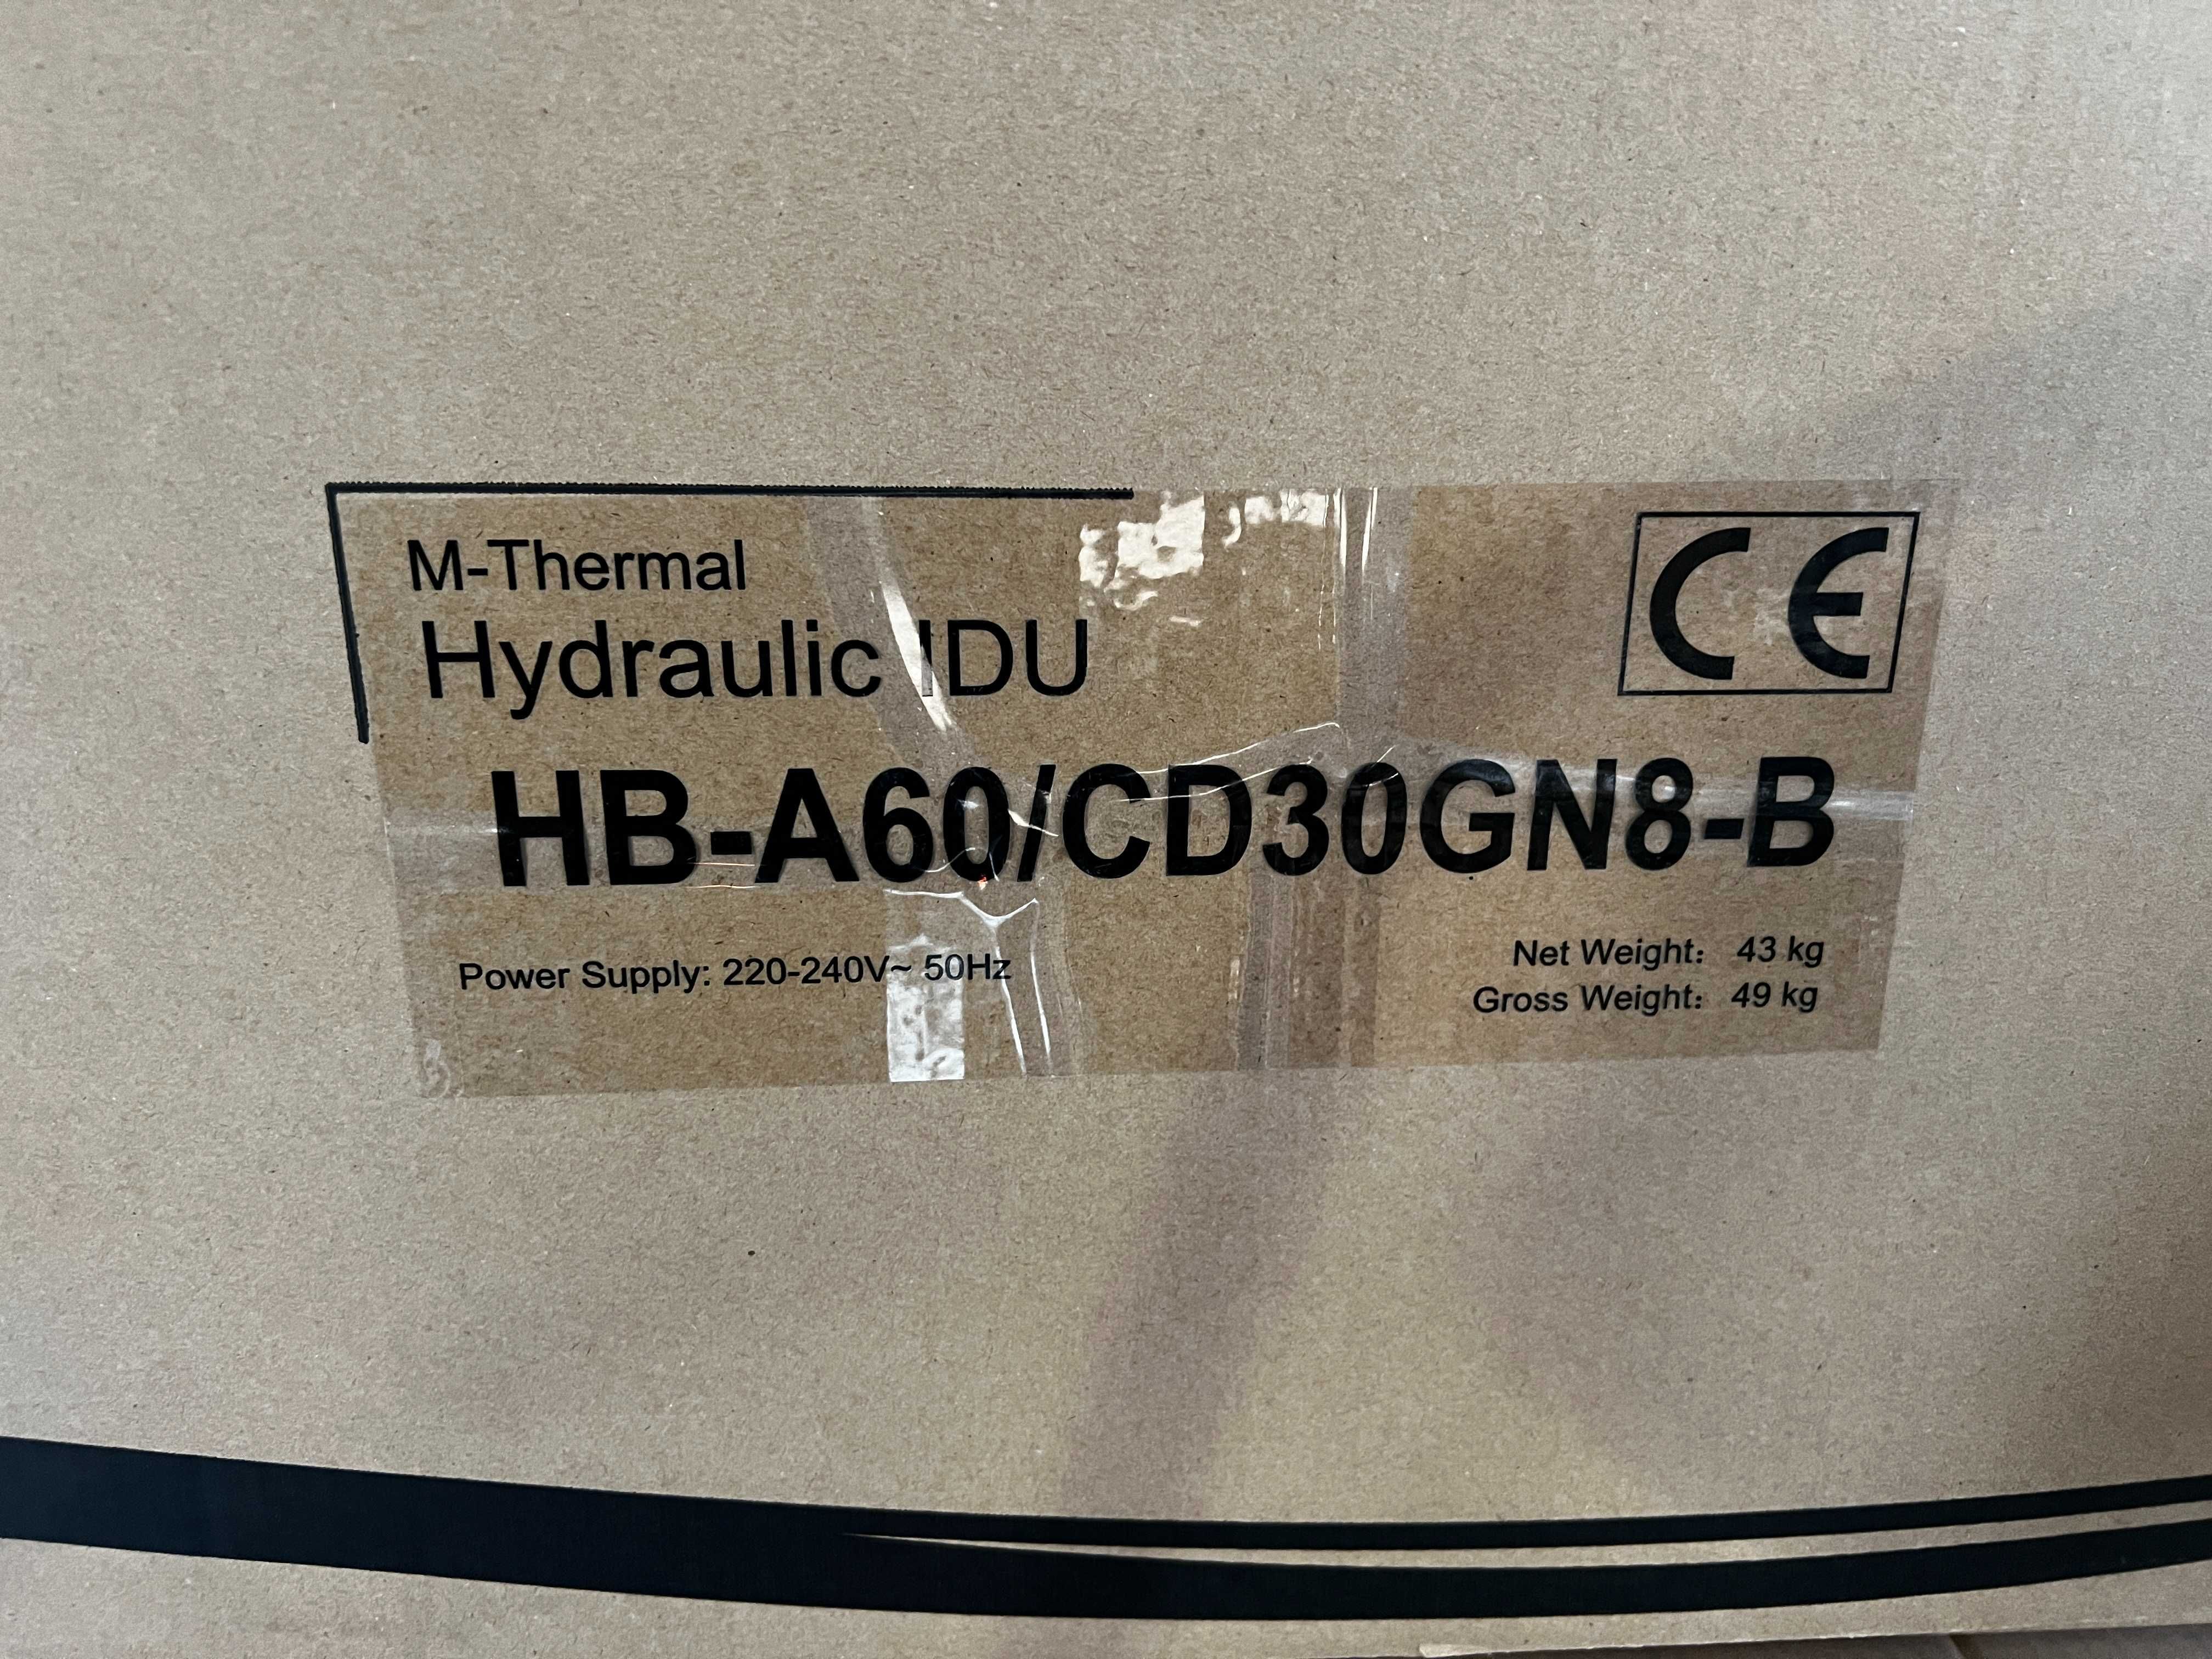 M-Thermal
Hydraulic IDU
CE
HB-A60/CD30GN8-B
Power Supply: 220-240V~ 50Hz
Net Weight: 43 kg
Gross Weight: 49 kg